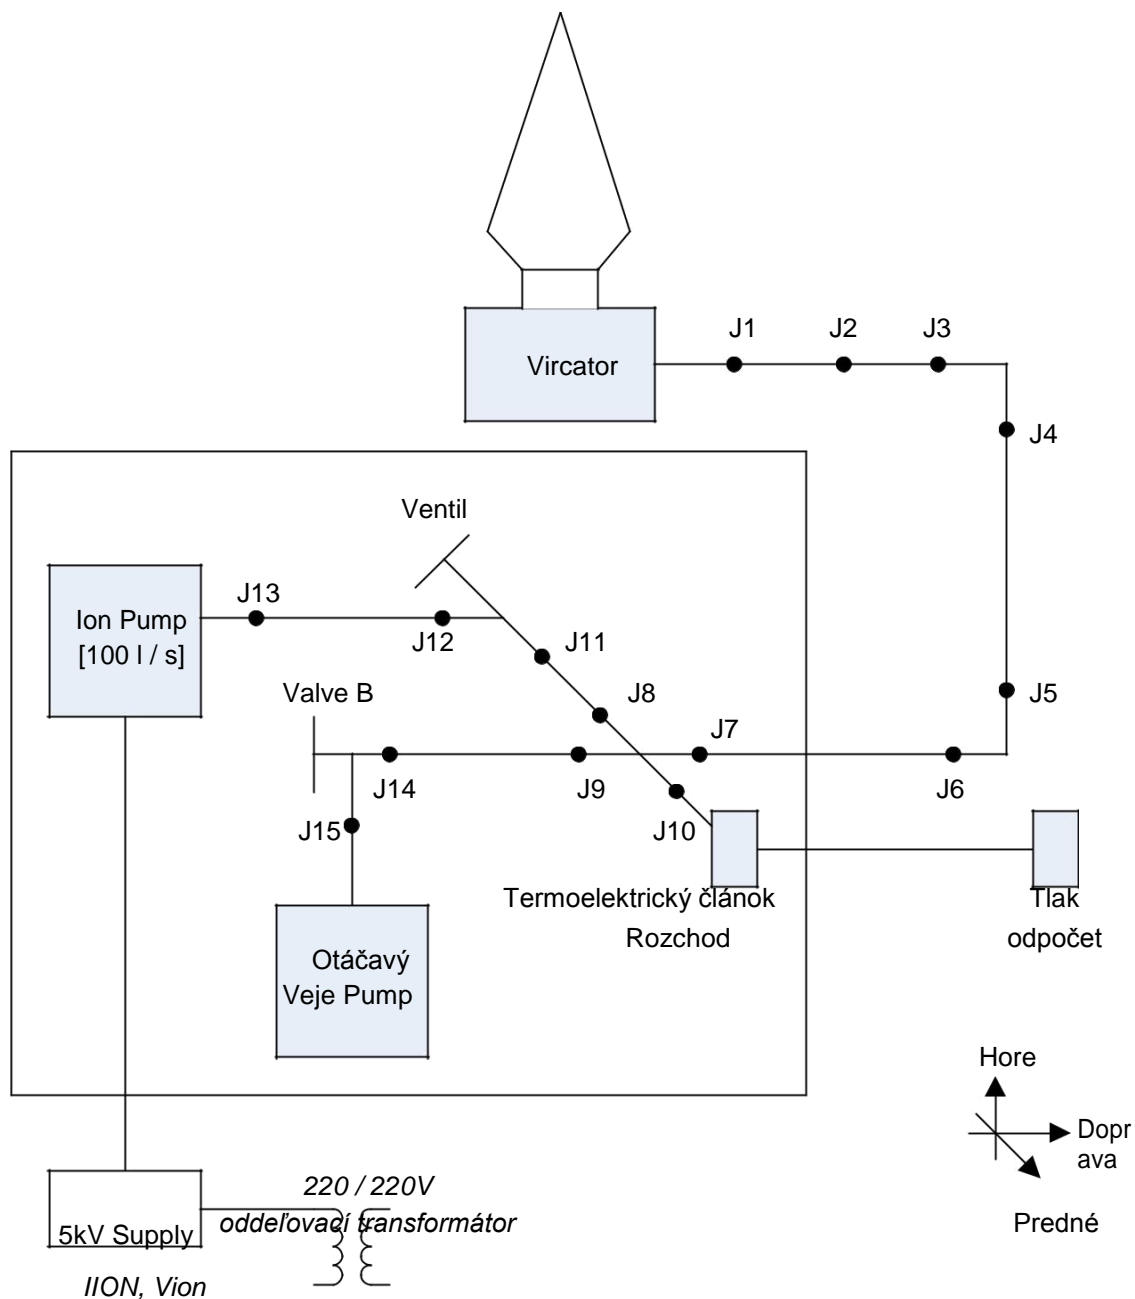 J1
J2
J3
Vircator
J4
Ventil
J13
Ion Pump
[100 l / s]
J12
J11
Valve B
J8
J5
J7
J14
J9
J6
J15
J10
Termoelektrický článok
Rozchod
Tlak
odpočet
Otáčavý
Veje Pump
Hore
Dopr
ava
Predné
220 / 220V
oddeľovací transformátor
5kV Supply
IION, Vion